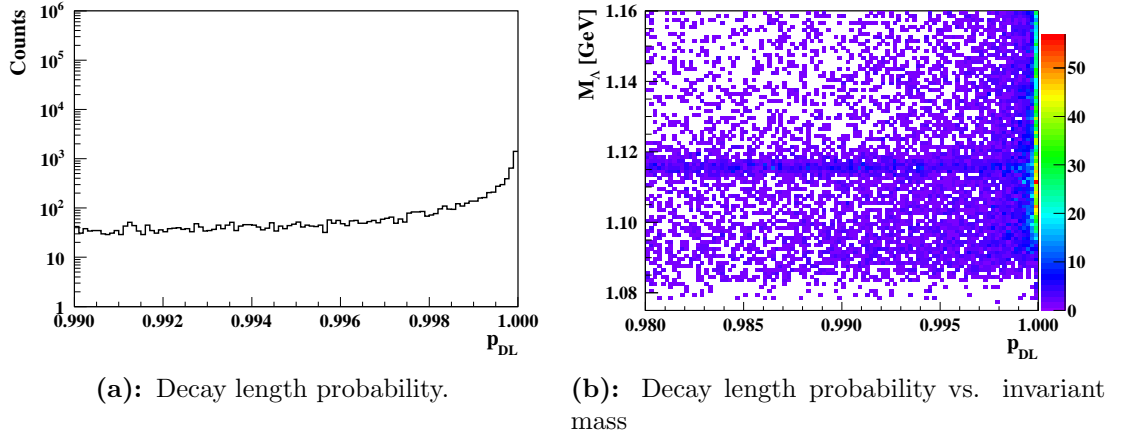 Counts
10^6
10^5
10^4
10^3
10^2
10
1
0.990 0.992 0.994 0.996 0.998 1.000
p_DL
M_Λ [GeV]
1.16
1.14
1.12
1.10
1.08
0.980 0.985 0.990 0.995 1.000
p_DL
50
40
30
20
10
0
(a): Decay length probability.
(b): Decay length probability vs. invariant
mass